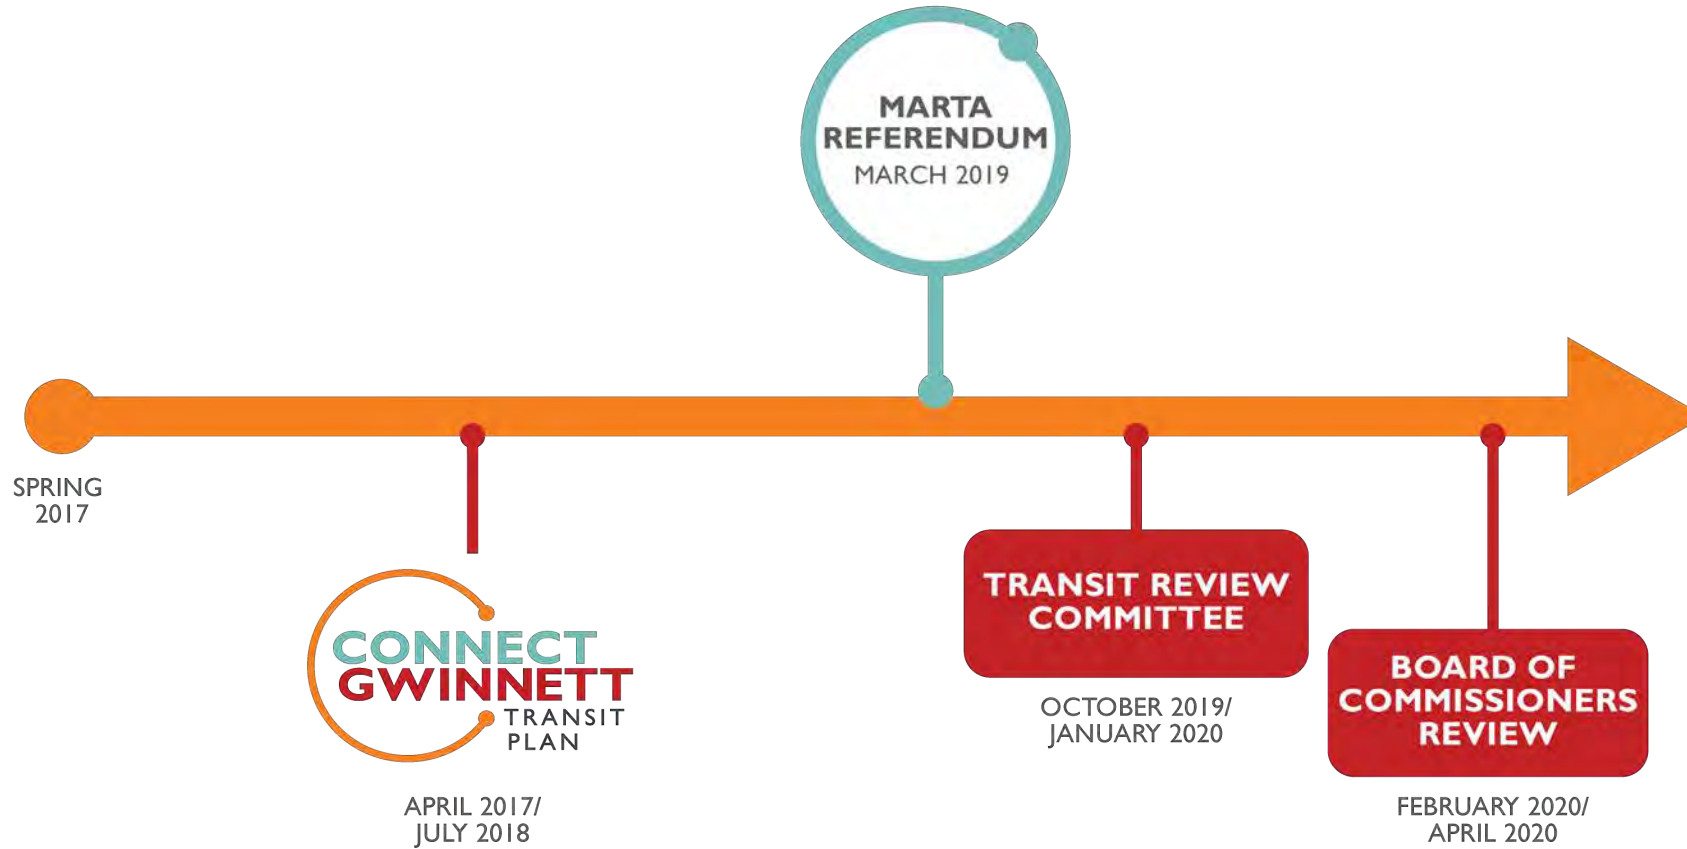 MARTA
REFERENDUM
MARCH 2019
SPRING
2017
CONNECT
GWINNETT
TRANSIT
PLAN
APRIL 2017/
JULY 2018
TRANSIT REVIEW
COMMITTEE
OCTOBER 2019/
JANUARY 2020
BOARD OF
COMMISSIONERS
REVIEW
FEBRUARY 2020/
APRIL 2020